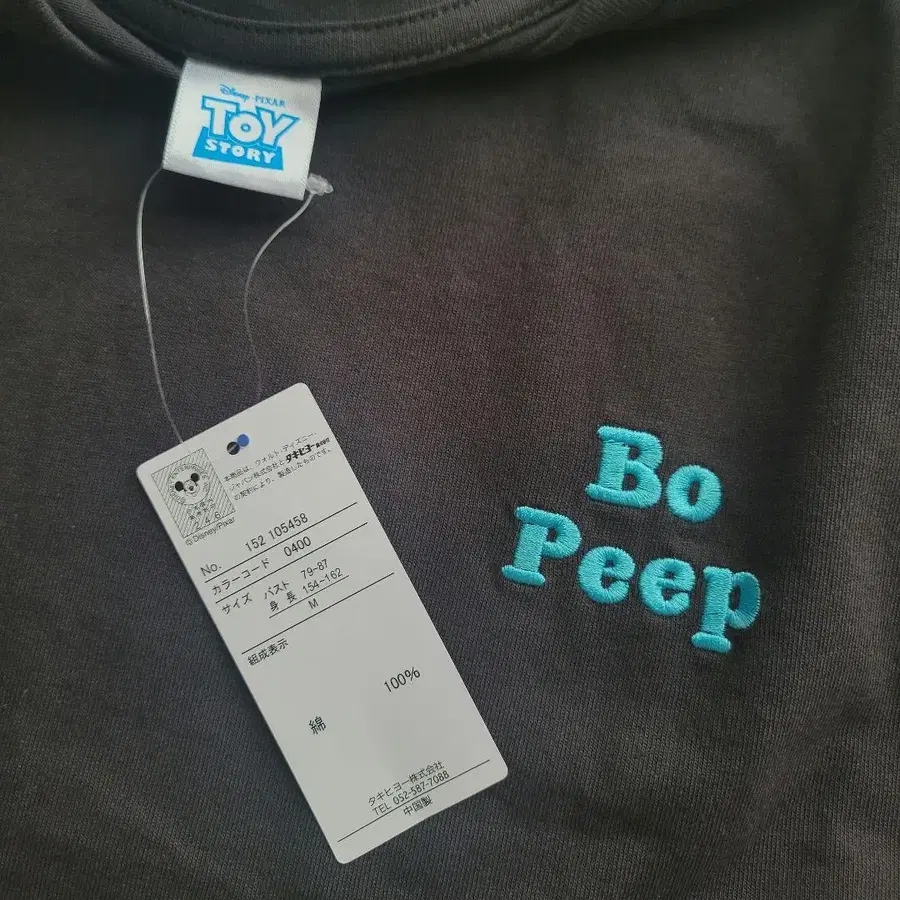 Disney · PIXAR
TOY
STORY
本商品は、ウォルト・ディズニー・
ジャパン株式会社とタキヒヨー株式会社
の契約により、製造したものです。
246
© Disney/Pixar
No. 152 105458
カラーコード 0400
サイズ バスト 79-87
身長 154-162
M
組成表示
綿 100%
タキヒヨー株式会社
TEL 052-587-7088
中国製
Bo
Peep